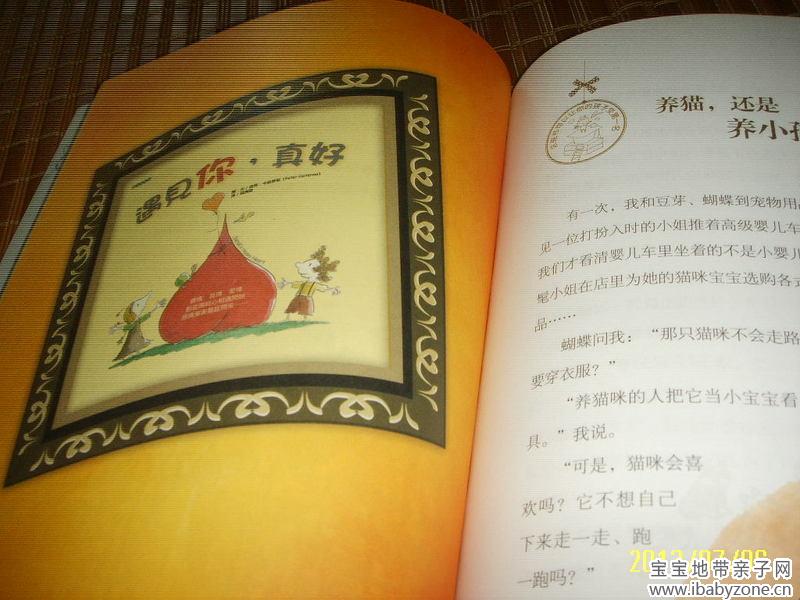 遇見你，真好
养猫，还是
养小孩
有一次，我和豆芽、蝴蝶到宠物用品
见一位打扮入时的小姐推着高级婴儿车
我们才看清婴儿车里坐着的不是小婴儿
髦小姐在店里为她的猫咪宝宝选购各式
品……
蝴蝶问我：“那只猫咪不会走路
要穿衣服？”
“养猫咪的人把它当小宝宝看
具。”我说。
“可是，猫咪会喜
欢吗？它不想自己
下来走一走、跑
一跑吗？”
宝宝地带亲子网
www.ibabyzone.cn